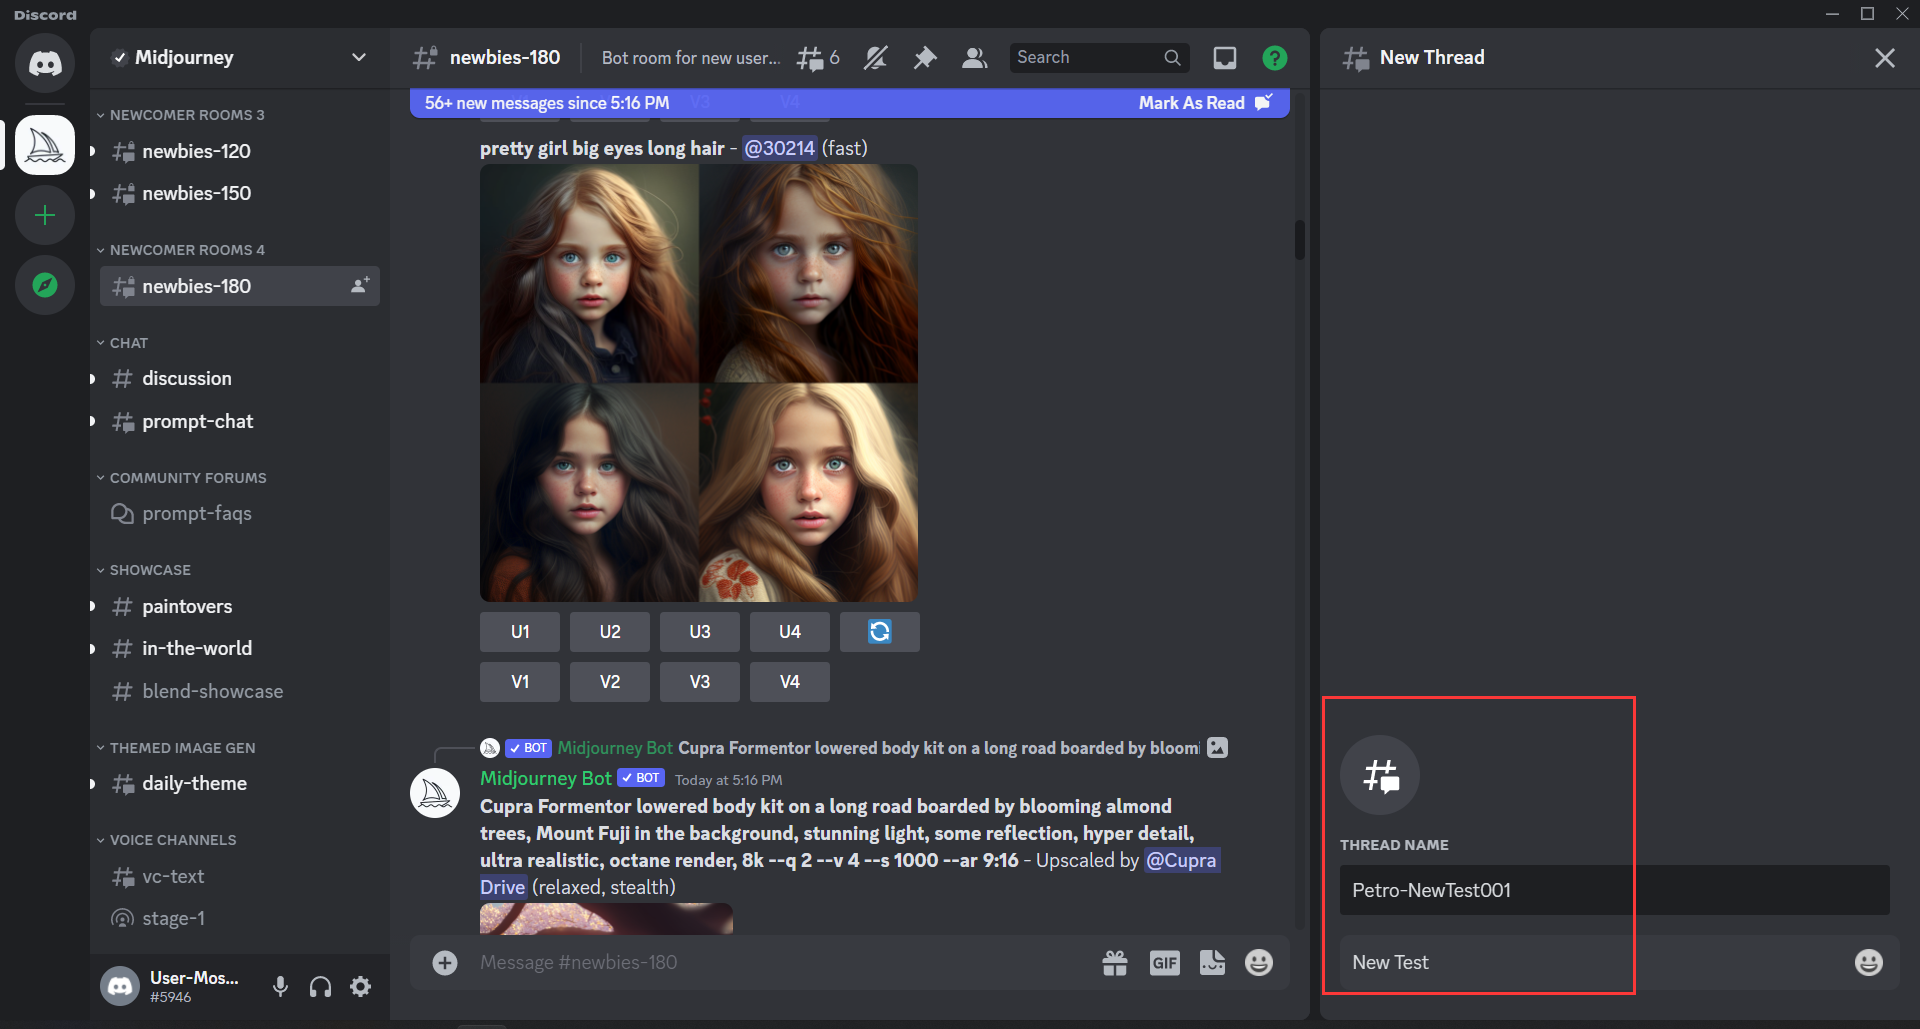 Discord
Midjourney
NEWCOMER ROOMS 3
newbies-120
newbies-150
NEWCOMER ROOMS 4
newbies-180
CHAT
discussion
prompt-chat
COMMUNITY FORUMS
prompt-faqs
SHOWCASE
paintovers
in-the-world
blend-showcase
THEMED IMAGE GEN
daily-theme
VOICE CHANNELS
vc-text
stage-1
User-Mos...
#5946
newbies-180
Bot room for new user...
6
Search
?
56+ new messages since 5:16 PM
V3
V4
Mark As Read
pretty girl big eyes long hair - @30214 (fast)
U1 U2 U3 U4
V1 V2 V3 V4
BOT Midjourney Bot Cupra Formentor lowered body kit on a long road boarded by bloomi
Midjourney Bot BOT Today at 5:16 PM
Cupra Formentor lowered body kit on a long road boarded by blooming almond
trees, Mount Fuji in the background, stunning light, some reflection, hyper detail,
ultra realistic, octane render, 8k --q 2 --v 4 --s 1000 --ar 9:16 - Upscaled by @Cupra
Drive (relaxed, stealth)
Message #newbies-180
GIF
New Thread
THREAD NAME
Petro-NewTest001
New Test